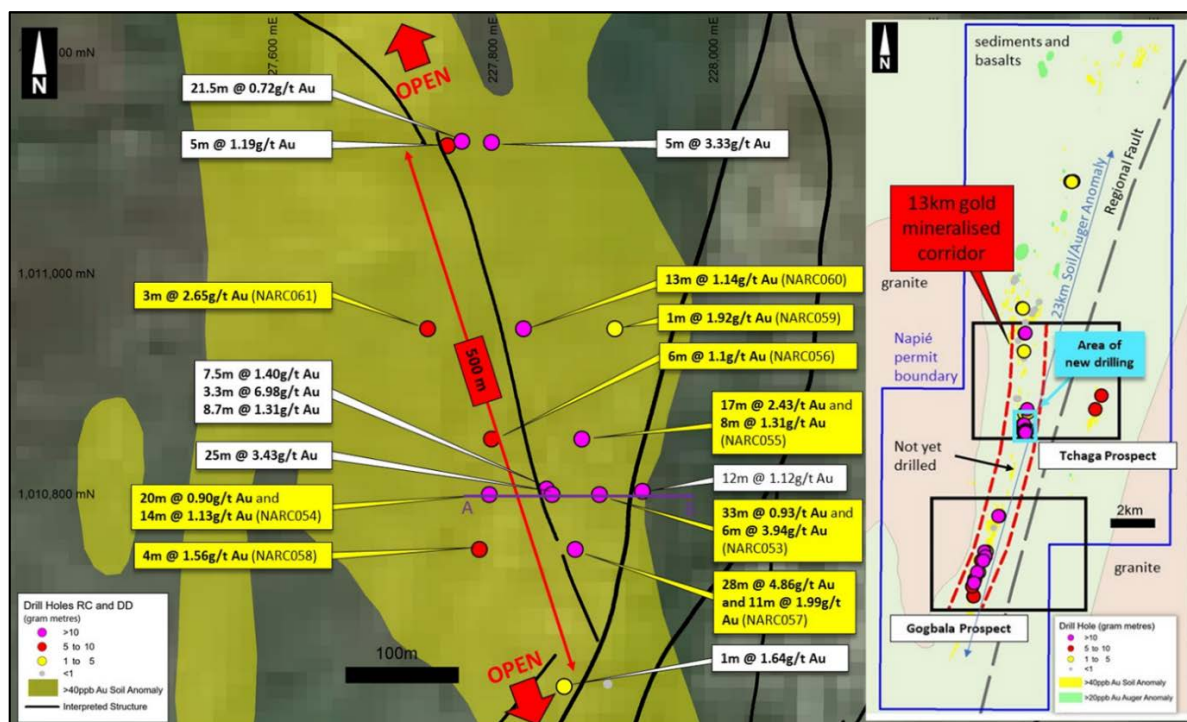 N
27,600 mE
227,800 mE
228,000 mE
OPEN
21.5m @ 0.72g/t Au
5m @ 1.19g/t Au
5m @ 3.33g/t Au
1,011,000 mN
3m @ 2.65g/t Au (NARC061)
13m @ 1.14g/t Au (NARC060)
1m @ 1.92g/t Au (NARC059)
500 m
6m @ 1.1g/t Au (NARC056)
7.5m @ 1.40g/t Au
3.3m @ 6.98g/t Au
8.7m @ 1.31g/t Au
17m @ 2.43/t Au and
8m @ 1.31g/t Au
(NARC055)
25m @ 3.43g/t Au
12m @ 1.12g/t Au
1,010,800 mN
20m @ 0.90g/t Au and
14m @ 1.13g/t Au (NARC054)
A
33m @ 0.93/t Au and
6m @ 3.94g/t Au
(NARC053)
4m @ 1.56g/t Au (NARC058)
28m @ 4.86g/t Au
and 11m @ 1.99g/t
Au (NARC057)
1m @ 1.64g/t Au
OPEN
100m
Drill Holes RC and DD
(gram metres)
>10
5 to 10
1 to 5
<1
>40ppb Au Soil Anomaly
Interpreted Structure
N
sediments and
basalts
Regional Fault
23km Soil/Auger Anomaly
13km gold
mineralised
corridor
granite
Napié
permit
boundary
Area of
new drilling
Not yet
drilled
Tchaga Prospect
2km
granite
Gogbala Prospect
Drill Hole (gram metres)
>10
5 to 10
1 to 5
<1
>40ppb Au Soil Anomaly
>20ppb Au Auger Anomaly